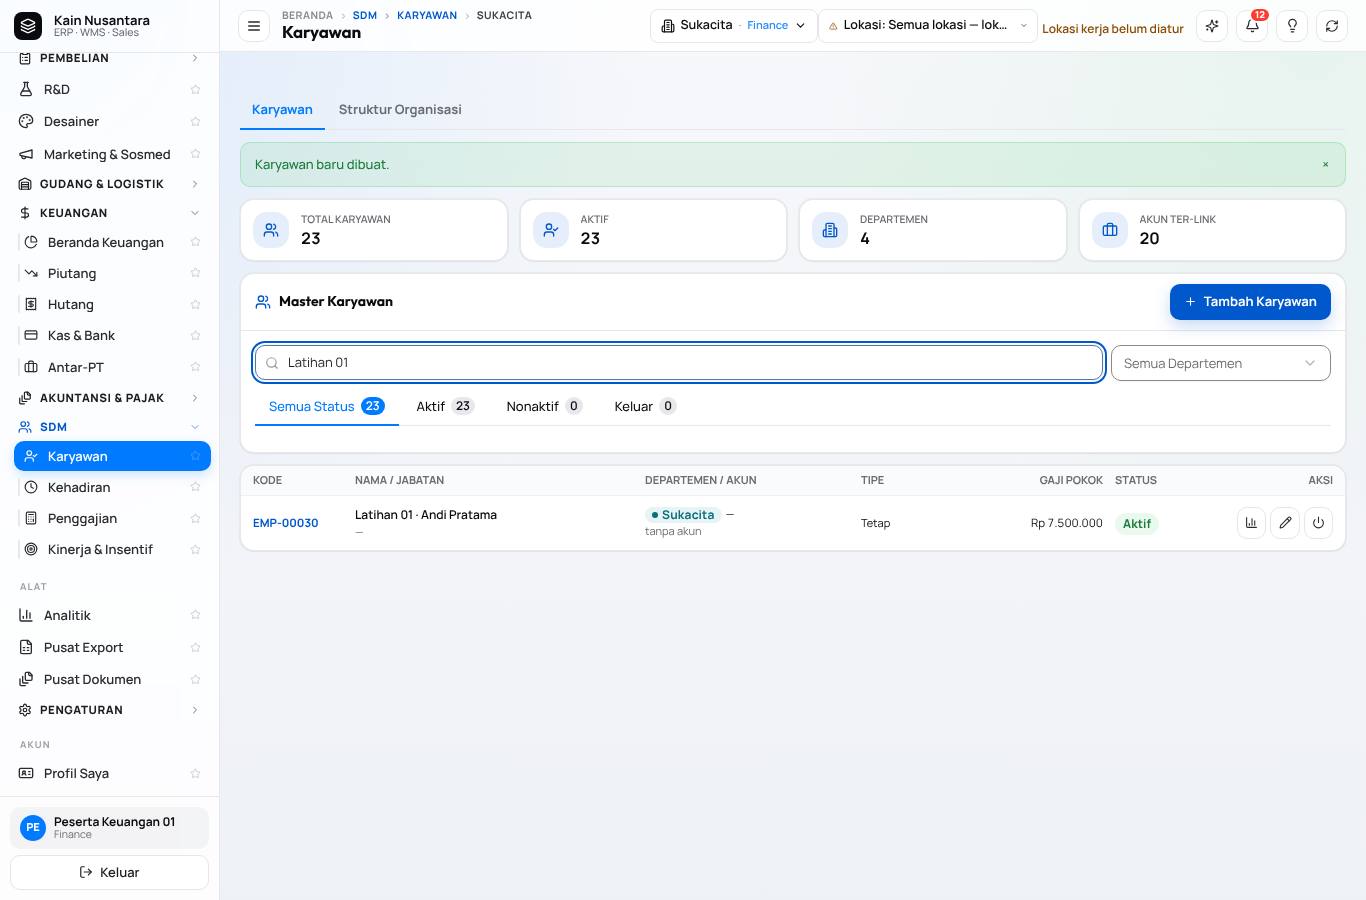 Kain Nusantara
ERP · WMS · Sales
PEMBELIAN
R&D
Desainer
Marketing & Sosmed
GUDANG & LOGISTIK
KEUANGAN
Beranda Keuangan
Piutang
Hutang
Kas & Bank
Antar-PT
AKUNTANSI & PAJAK
SDM
Karyawan
Kehadiran
Penggajian
Kinerja & Insentif
ALAT
Analitik
Pusat Export
Pusat Dokumen
PENGATURAN
AKUN
Profil Saya
PE
Peserta Keuangan 01
Finance
Keluar
BERANDA > SDM > KARYAWAN > SUKACITA
Karyawan
Sukacita · Finance
Lokasi: Semua lokasi — lok...
Lokasi kerja belum diatur
12
Karyawan
Struktur Organisasi
Karyawan baru dibuat.
×
TOTAL KARYAWAN
23
AKTIF
23
DEPARTEMEN
4
AKUN TER-LINK
20
Master Karyawan
+ Tambah Karyawan
Latihan 01
Semua Departemen
Semua Status 23
Aktif 23
Nonaktif 0
Keluar 0
KODE NAMA / JABATAN DEPARTEMEN / AKUN TIPE GAJI POKOK STATUS AKSI
EMP-00030 Latihan 01 · Andi Pratama Sukacita — Tetap Rp 7.500.000 Aktif
— tanpa akun